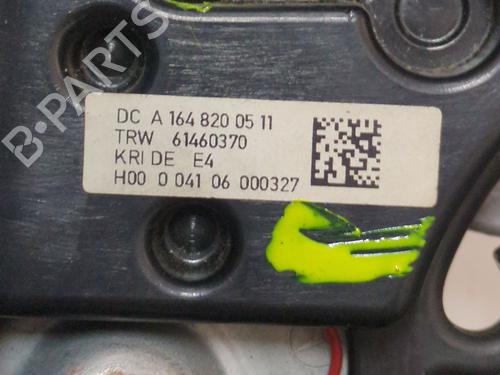 B-PARTS
DC A 164 820 05 11
TRW 61460370
KRI DE E4
H00 0 041 06 000327